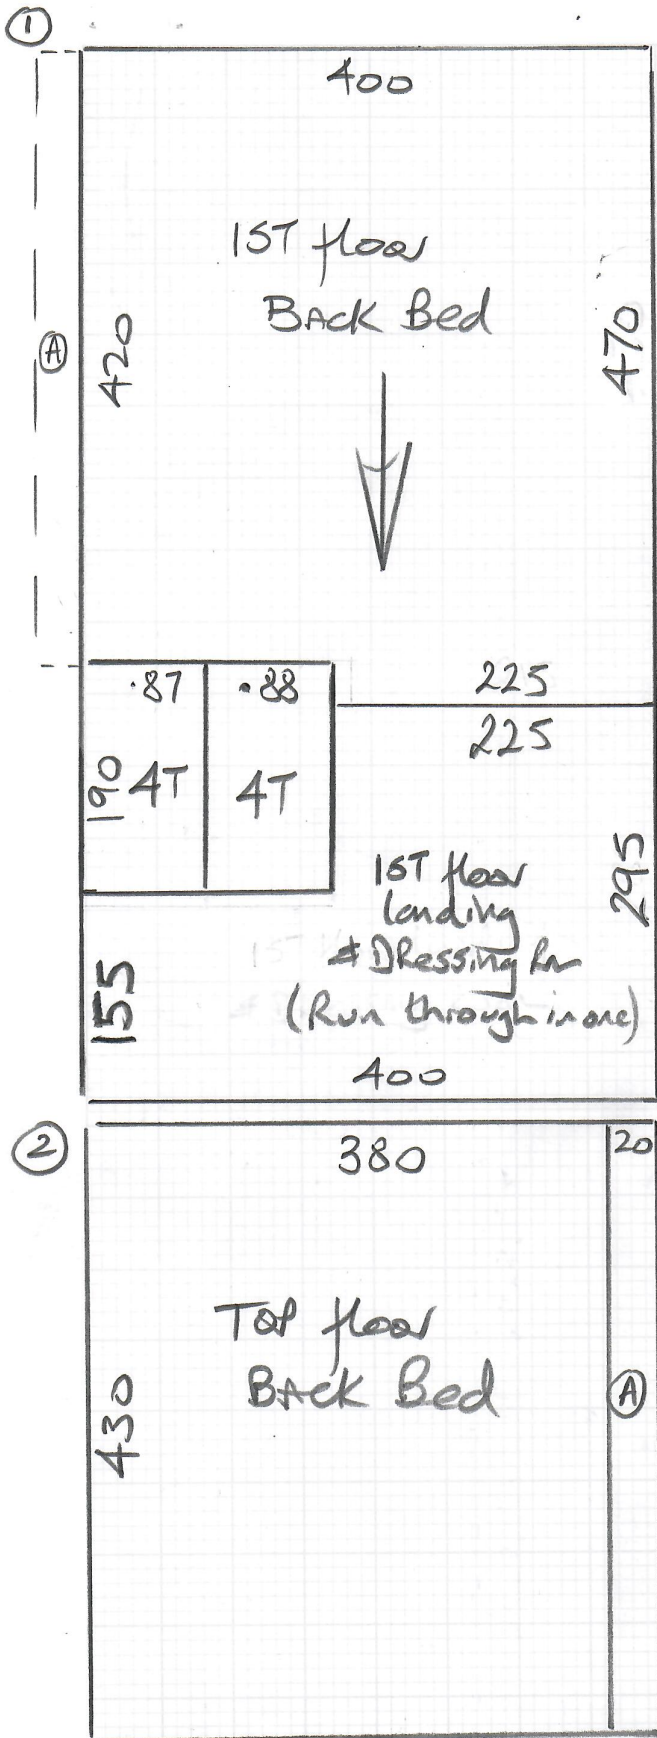 ①
400
1ST floor
BACK Bed
Ⓐ
420
470
.87
.88
225
225
190
4T
4T
1ST floor
landing
& Dressing Rm
(Run through in one)
295
155
400
②
380
20
Top floor
BACK Bed
430
Ⓐ